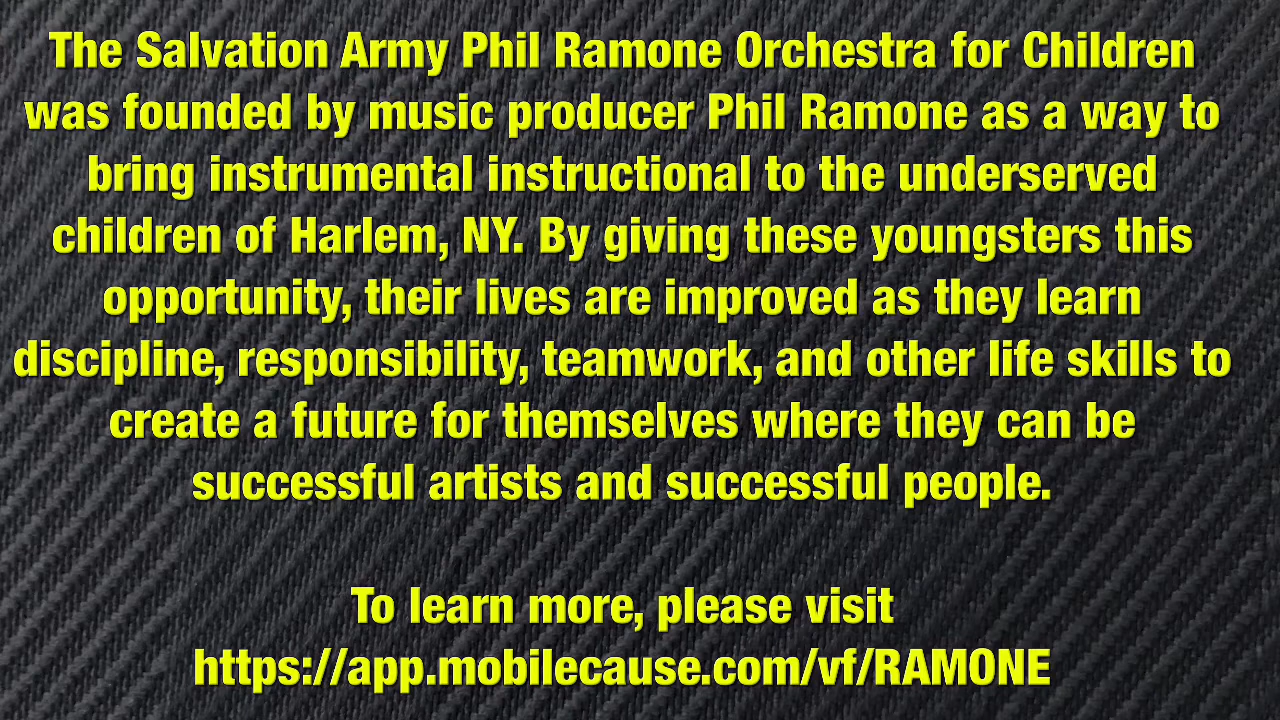 The Salvation Army Phil Ramone Orchestra for Children
was founded by music producer Phil Ramone as a way to
bring instrumental instructional to the underserved
children of Harlem, NY. By giving these youngsters this
opportunity, their lives are improved as they learn
discipline, responsibility, teamwork, and other life skills to
create a future for themselves where they can be
successful artists and successful people.
To learn more, please visit
https://app.mobilecause.com/vf/RAMONE